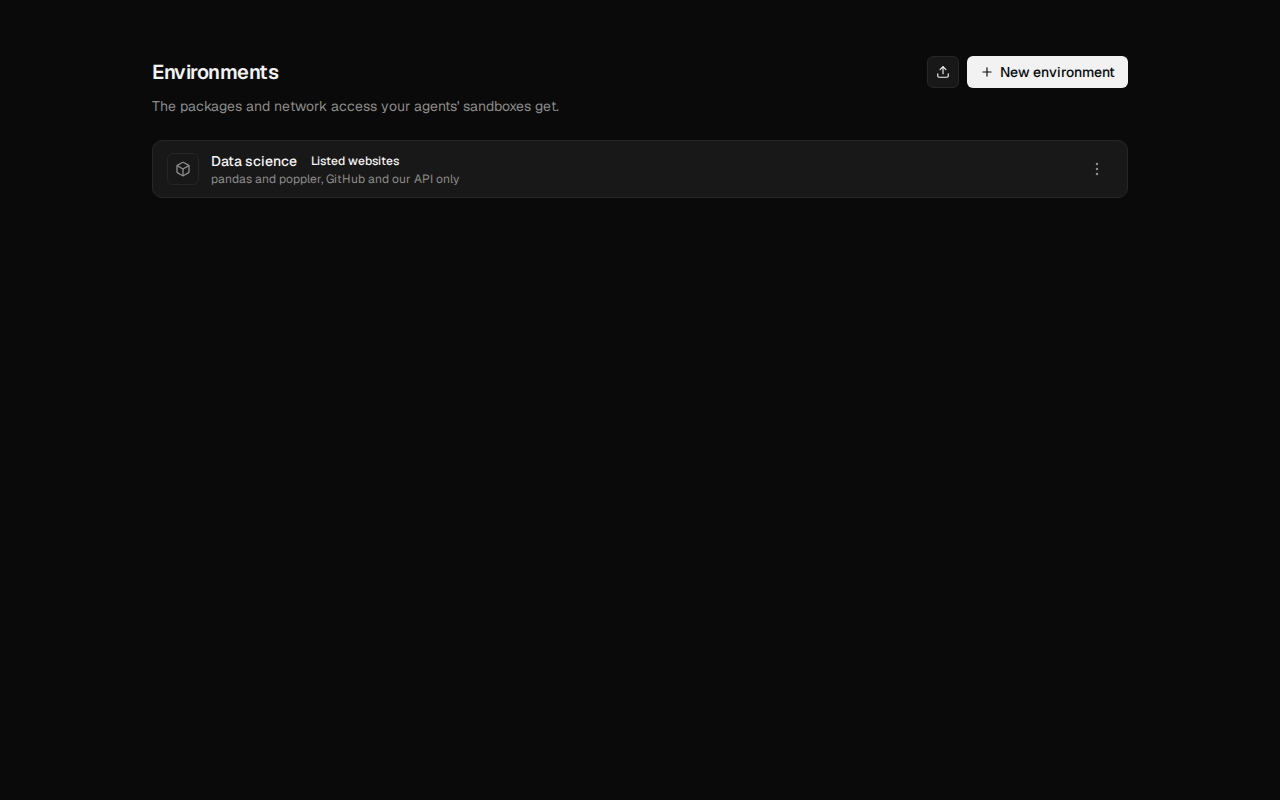 Environments
New environment
The packages and network access your agents' sandboxes get.
Data science Listed websites
pandas and poppler, GitHub and our API only